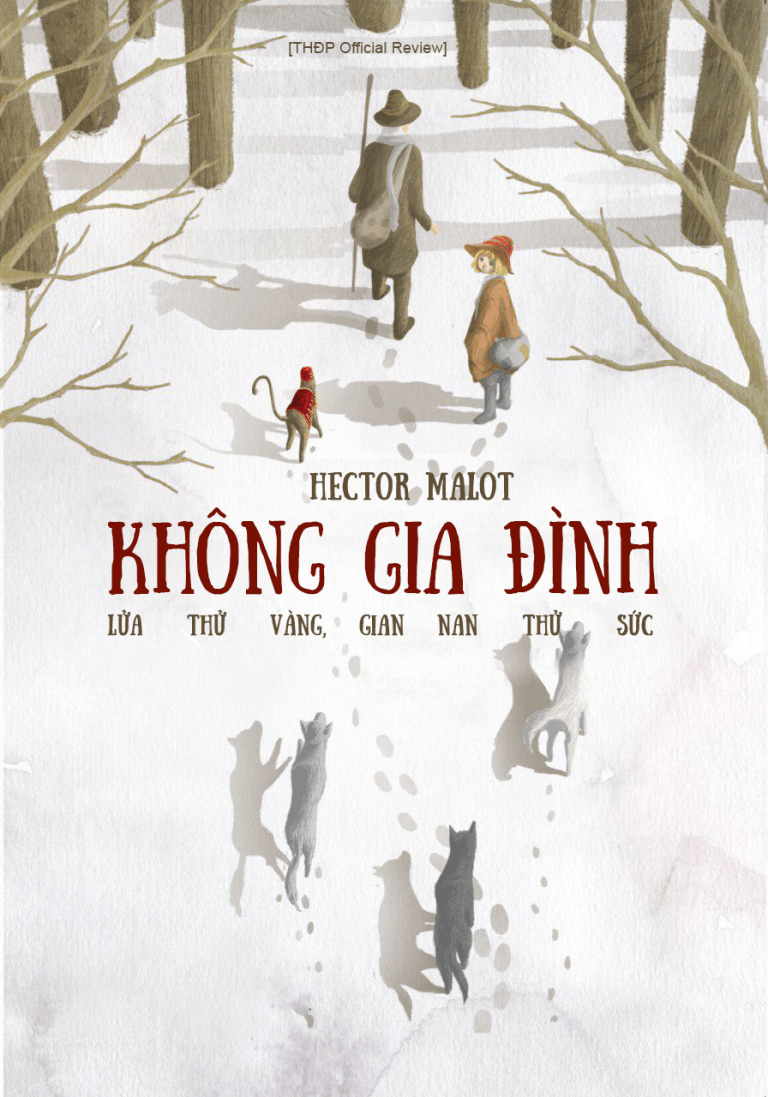 [THĐP Official Review]
HECTOR MALOT
KHÔNG GIA ĐÌNH
LỬA THỬ VÀNG, GIAN NAN THỬ SỨC